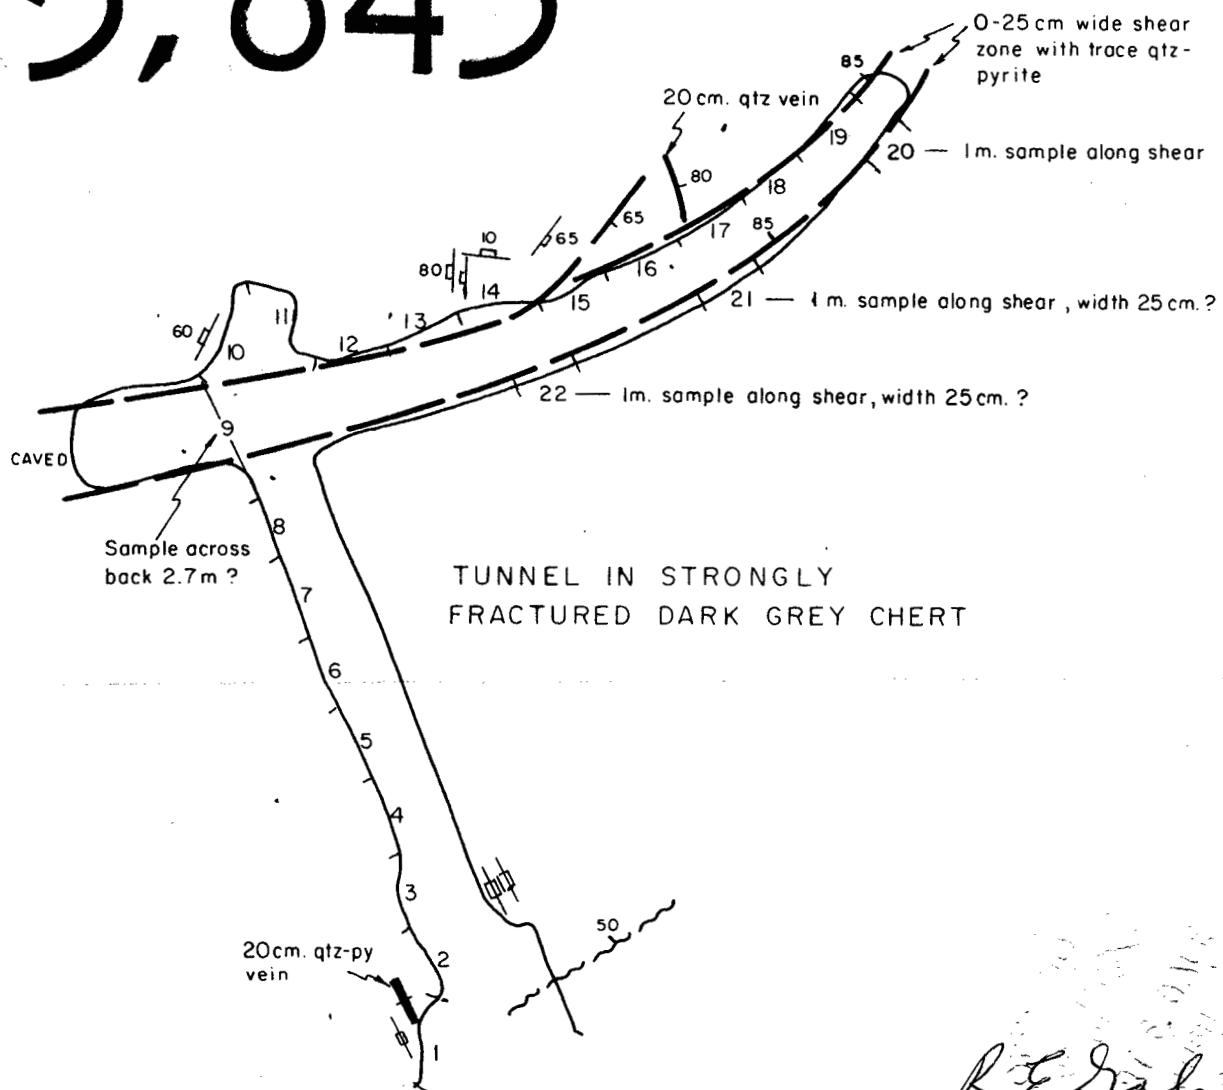 0-25 cm wide shear
zone with trace qtz-
pyrite
85
20 cm. qtz vein
19
20 — 1 m. sample along shear
80
18
65
17
85
65
10
16
80
14
15
21 — 1 m. sample along shear, width 25 cm. ?
13
11
60
12
10
22 — 1m. sample along shear, width 25 cm. ?
9
CAVED
8
Sample across
back 2.7 m ?
TUNNEL IN STRONGLY
FRACTURED DARK GREY CHERT
7
6
5
4
3
50
20cm. qtz-py
vein
2
1